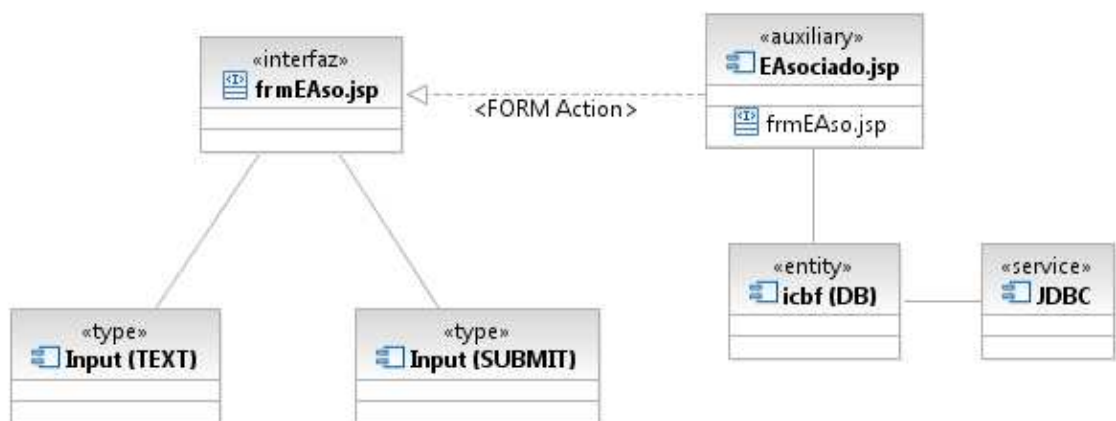 «interfaz»
frmEAso.jsp
«auxiliary»
EAsociado.jsp
<FORM Action>
frmEAso.jsp
«entity»
icbf (DB)
«service»
JDBC
«type»
Input (TEXT)
«type»
Input (SUBMIT)